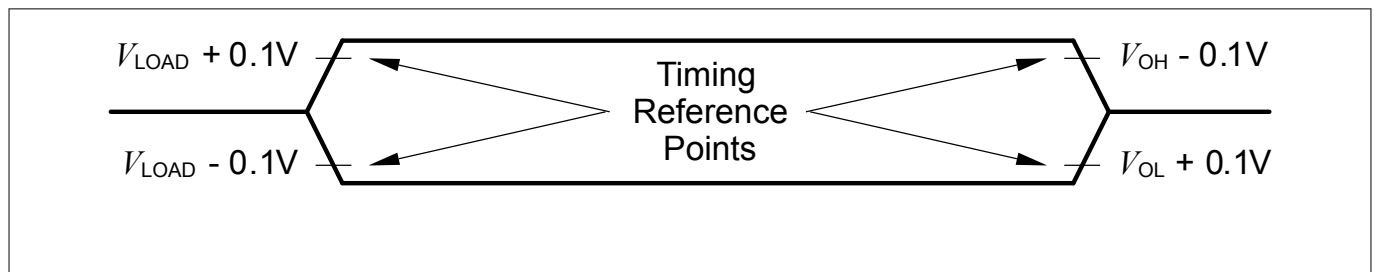 VLOAD + 0.1V
VLOAD - 0.1V
Timing
Reference
Points
VOH - 0.1V
VOL + 0.1V